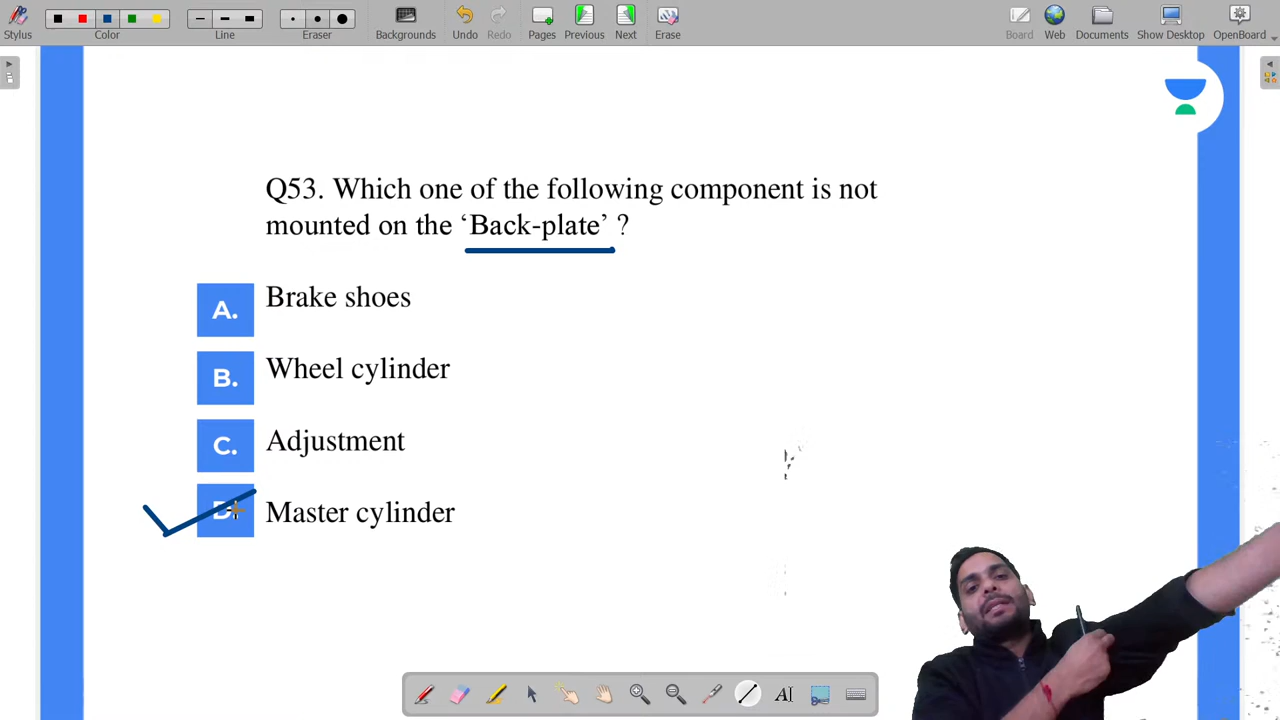 Stylus
Color
Line
Eraser
Backgrounds
Undo
Redo
Pages
Previous
Next
Erase
Board
Web
Documents
Show Desktop
OpenBoard
Q53. Which one of the following component is not
mounted on the ‘Back-plate’ ?
A. Brake shoes
B. Wheel cylinder
C. Adjustment
D. Master cylinder
AI